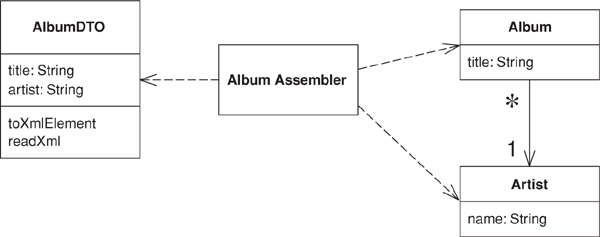 AlbumDTO
title: String
artist: String
toXmlElement
readXml
Album Assembler
Album
title: String
*
1
Artist
name: String